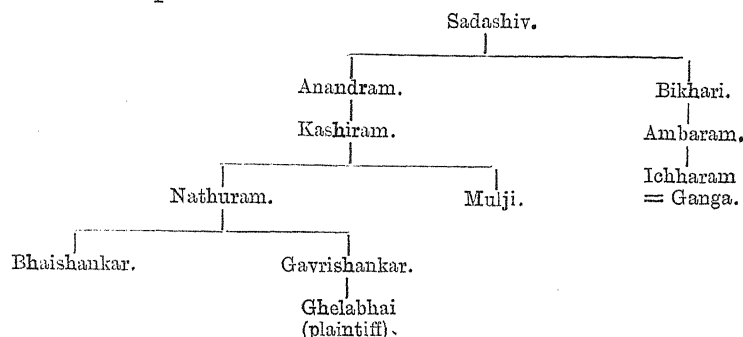 Sadashiv.
Anandram. Bikhari.
Kashiram. Ambaram.
Nathuram. Mulji. Ichharam
= Ganga.
Bhaishankar. Gavrishankar.
Ghelabhai
(plaintiff).